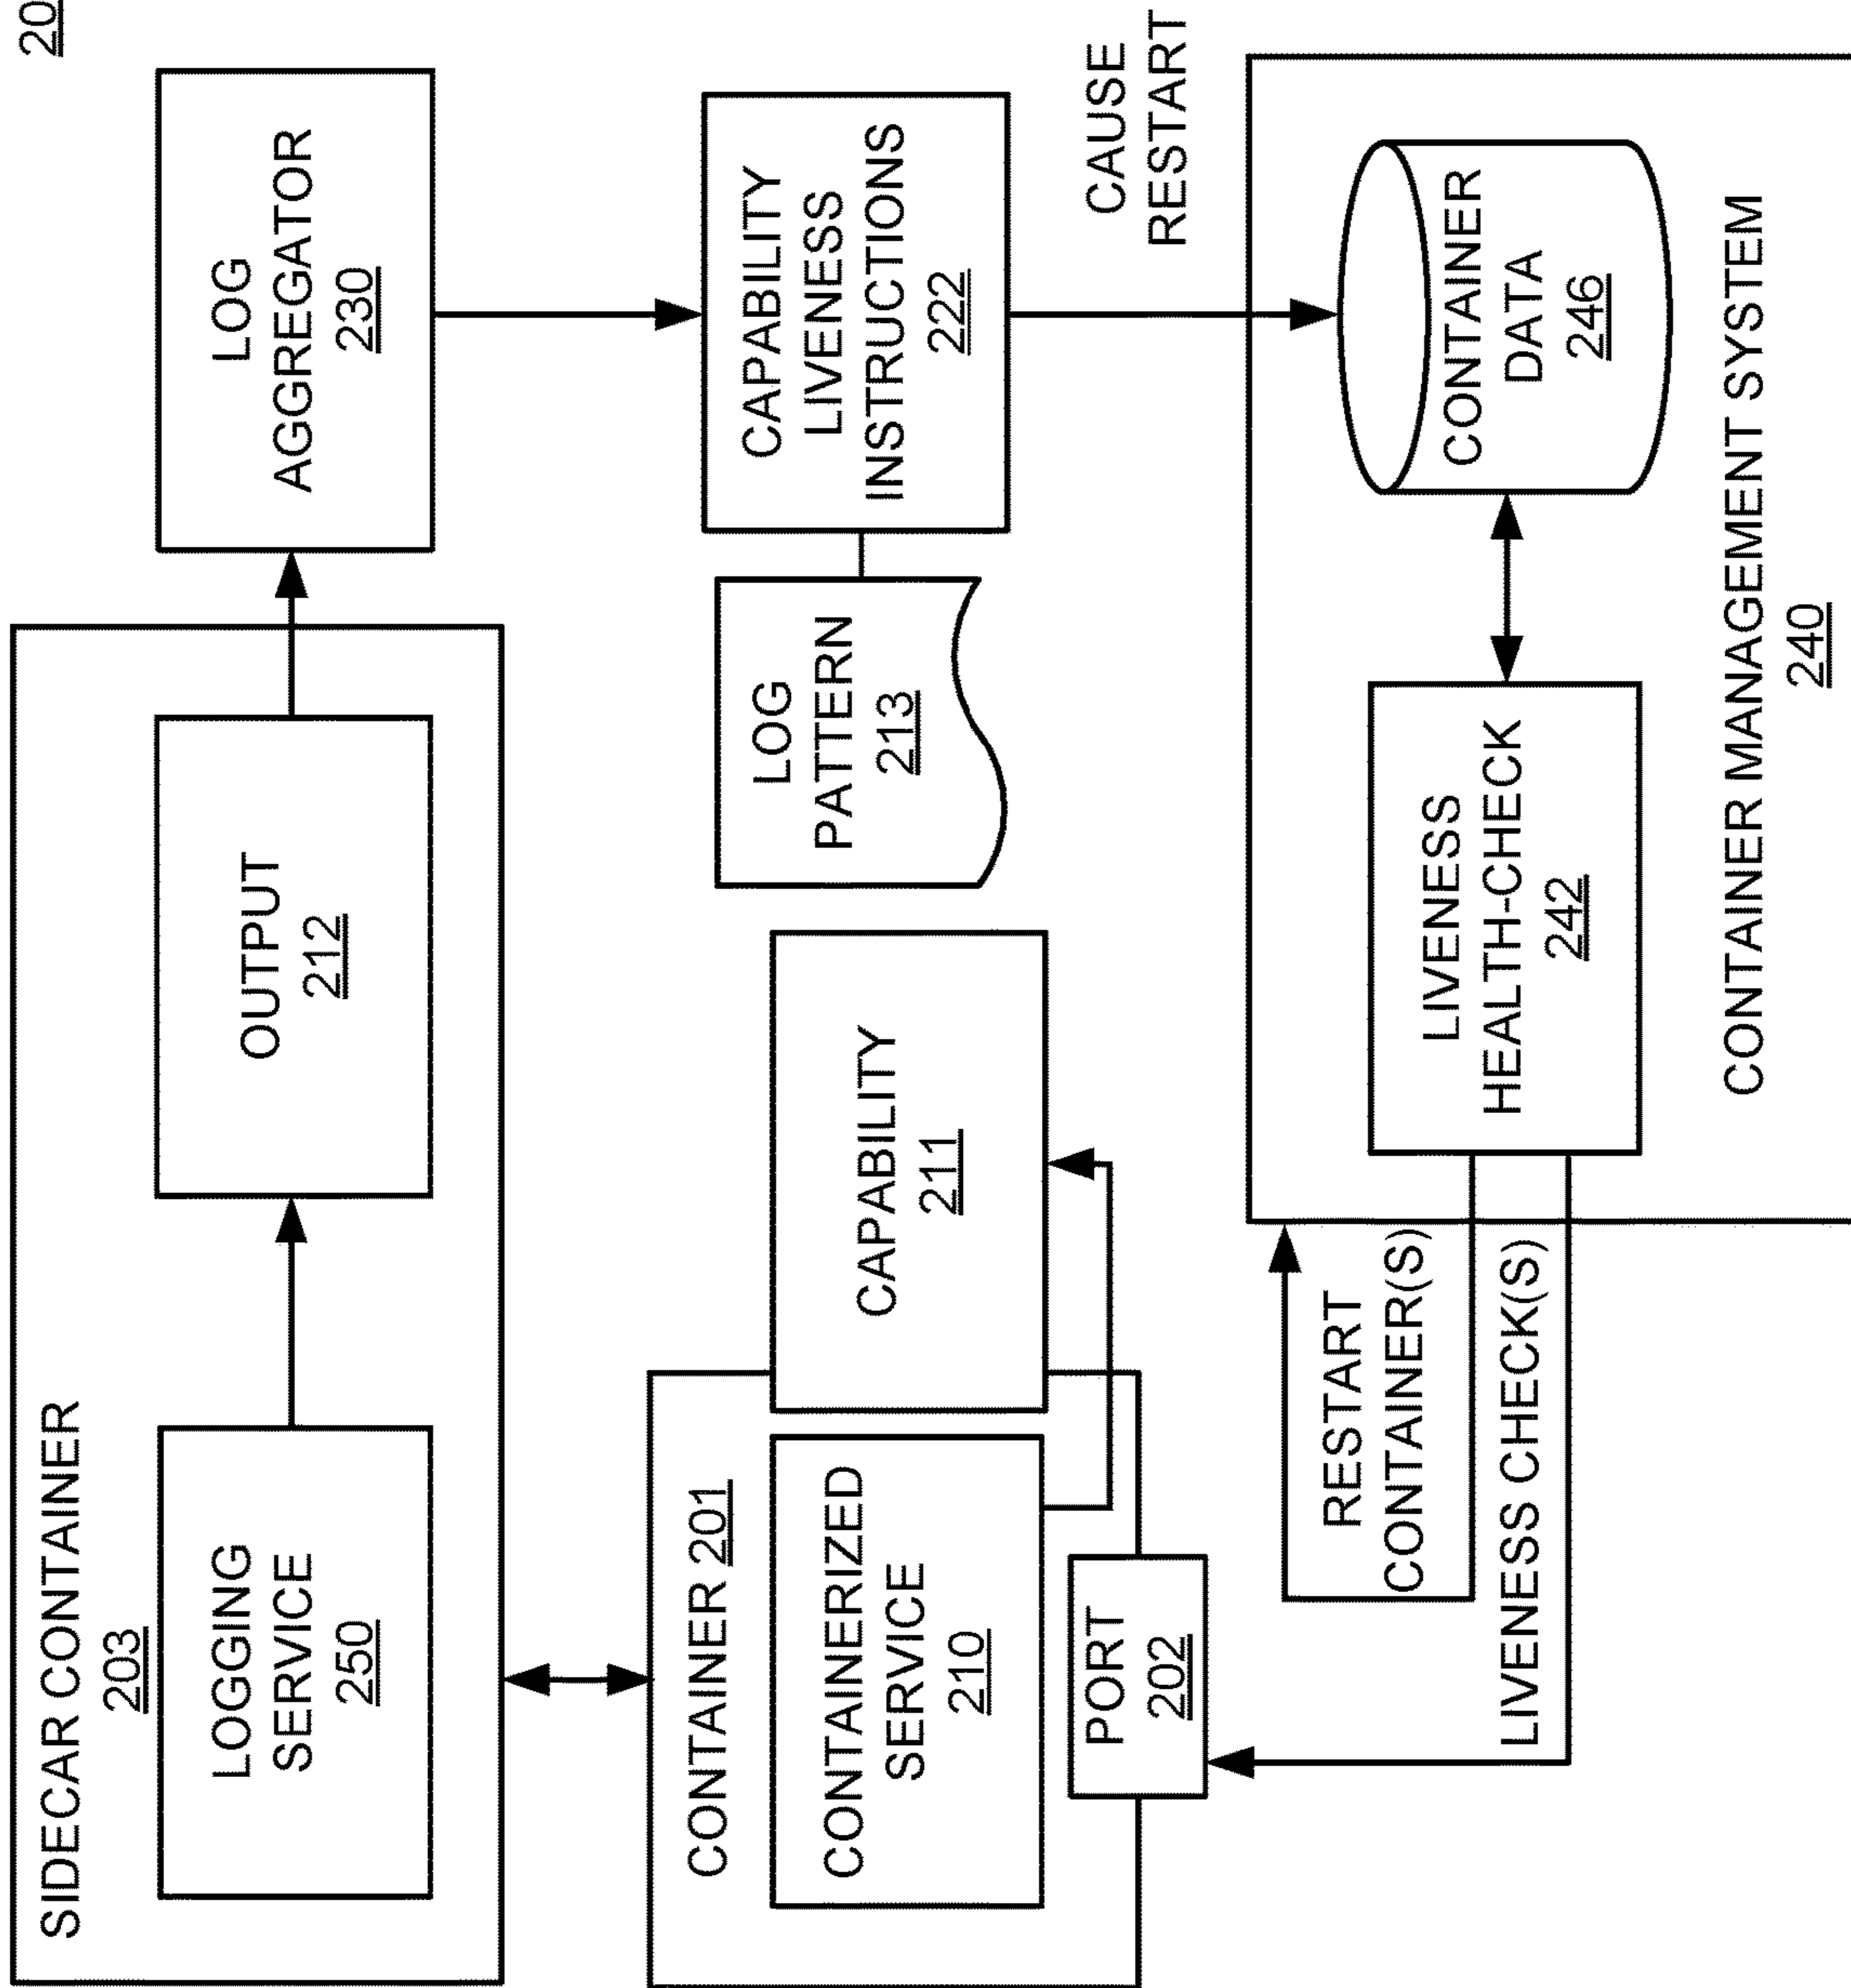 20
SIDECAR CONTAINER
203
LOGGING
SERVICE
250
OUTPUT
212
LOG
AGGREGATOR
230
CONTAINER 201
CONTAINERIZED
SERVICE
210
CAPABILITY
211
PORT
202
LOG
PATTERN
213
CAPABILITY
LIVENESS
INSTRUCTIONS
222
CAUSE
RESTART
RESTART
CONTAINER(S)
LIVENESS CHECK(S)
LIVENESS
HEALTH-CHECK
242
CONTAINER
DATA
246
CONTAINER MANAGEMENT SYSTEM
240